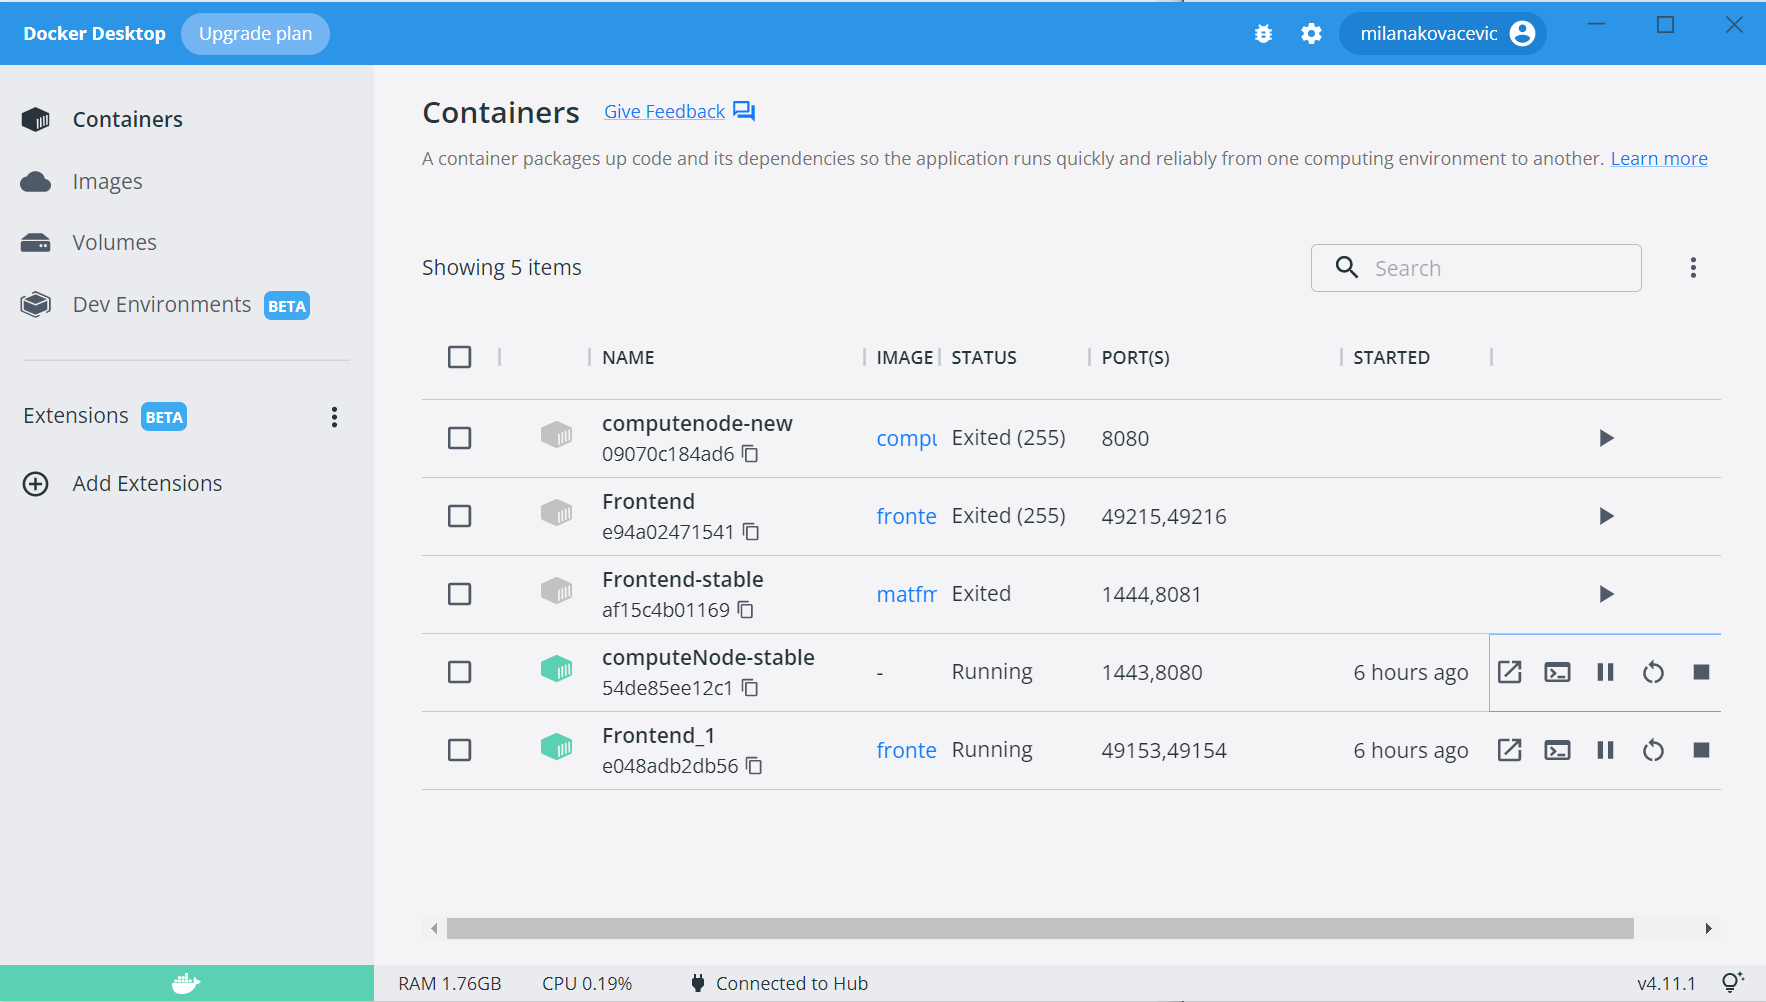 Docker Desktop Upgrade plan milanakovacevic
Containers
Images
Volumes
Dev Environments BETA
Extensions BETA
Add Extensions
Containers Give Feedback
A container packages up code and its dependencies so the application runs quickly and reliably from one computing environment to another. Learn more
Showing 5 items Search
NAME IMAGE STATUS PORT(S) STARTED
computenode-new
09070c184ad6 compu Exited (255) 8080
Frontend
e94a02471541 fronte Exited (255) 49215,49216
Frontend-stable
af15c4b01169 matfm Exited 1444,8081
computeNode-stable
54de85ee12c1 - Running 1443,8080 6 hours ago
Frontend_1
e048adb2db56 fronte Running 49153,49154 6 hours ago
RAM 1.76GB CPU 0.19% Connected to Hub v4.11.1